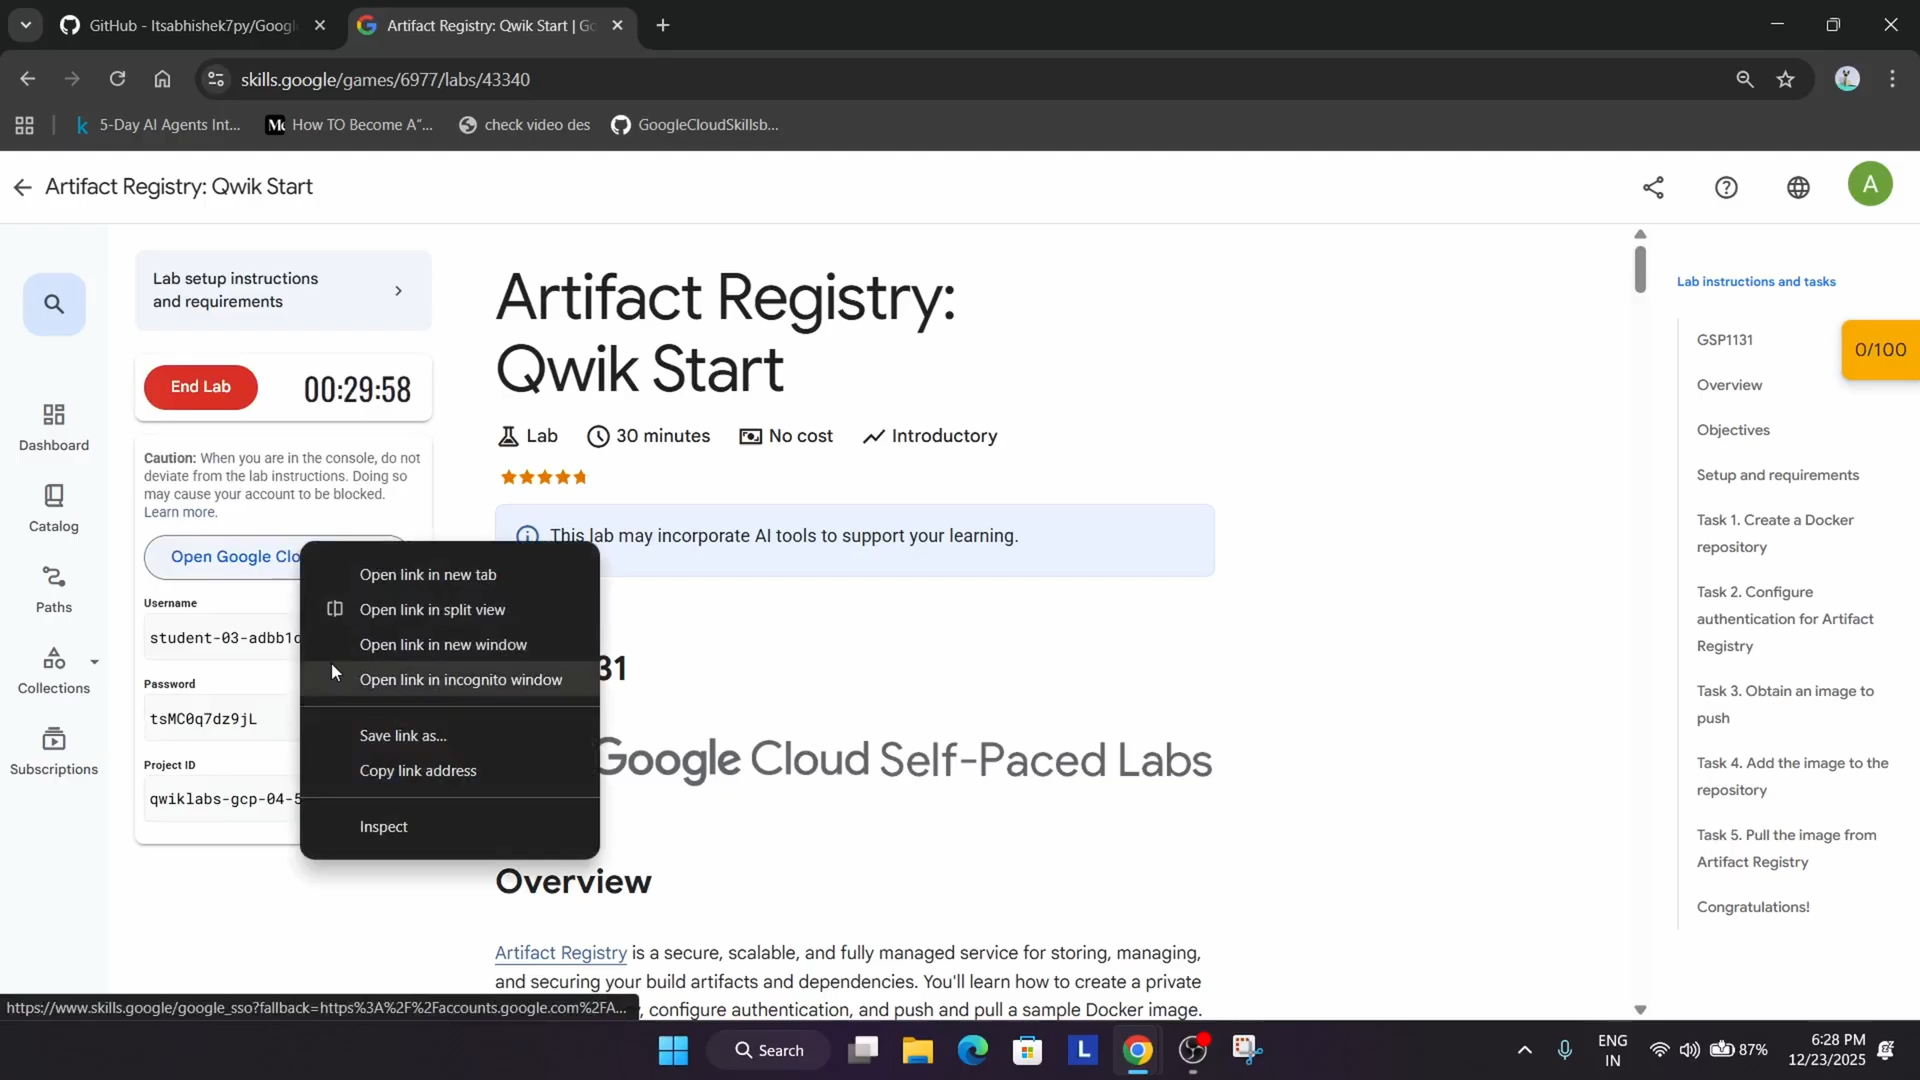 GitHub - Itsabhishek7py/Googl
Artifact Registry: Qwik Start | Go
skills.google/games/6977/labs/43340
5-Day AI Agents Int...
How TO Become A"...
check video des
GoogleCloudSkillsb...
Artifact Registry: Qwik Start
A
Lab setup instructions
and requirements
End Lab
00:29:58
Caution: When you are in the console, do not
deviate from the lab instructions. Doing so
may cause your account to be blocked.
Learn more.
Open Google Clo
Username
student-03-adbb1
Password
tsMC0q7dz9jL
Project ID
qwiklabs-gcp-04-5
Open link in new tab
Open link in split view
Open link in new window
Open link in incognito window
Save link as...
Copy link address
Inspect
Dashboard
Catalog
Paths
Collections
Subscriptions
Artifact Registry:
Qwik Start
Lab
30 minutes
No cost
Introductory
This lab may incorporate AI tools to support your learning.
31
Google Cloud Self-Paced Labs
Overview
Artifact Registry is a secure, scalable, and fully managed service for storing, managing,
and securing your build artifacts and dependencies. You'll learn how to create a private
, configure authentication, and push and pull a sample Docker image.
Lab instructions and tasks
GSP1131
0/100
Overview
Objectives
Setup and requirements
Task 1. Create a Docker
repository
Task 2. Configure
authentication for Artifact
Registry
Task 3. Obtain an image to
push
Task 4. Add the image to the
repository
Task 5. Pull the image from
Artifact Registry
Congratulations!
https://www.skills.google/google_sso?fallback=https%3A%2F%2Faccounts.google.com%2FA...
Search
L
ENG
IN
87%
6:28 PM
12/23/2025